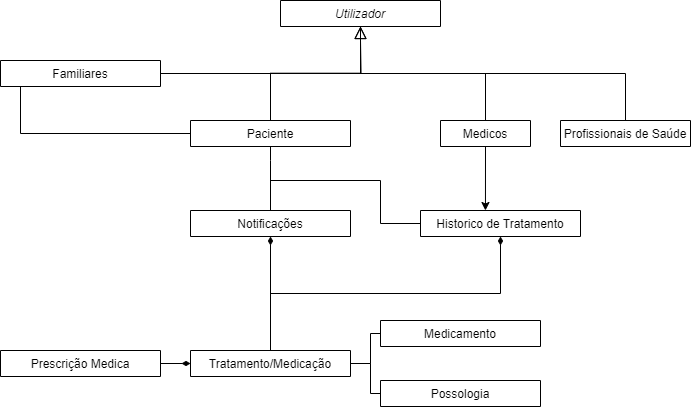 Utilizador
Familiares
Paciente
Medicos
Profissionais de Saúde
Notificações
Historico de Tratamento
Medicamento
Prescrição Medica
Tratamento/Medicação
Possologia